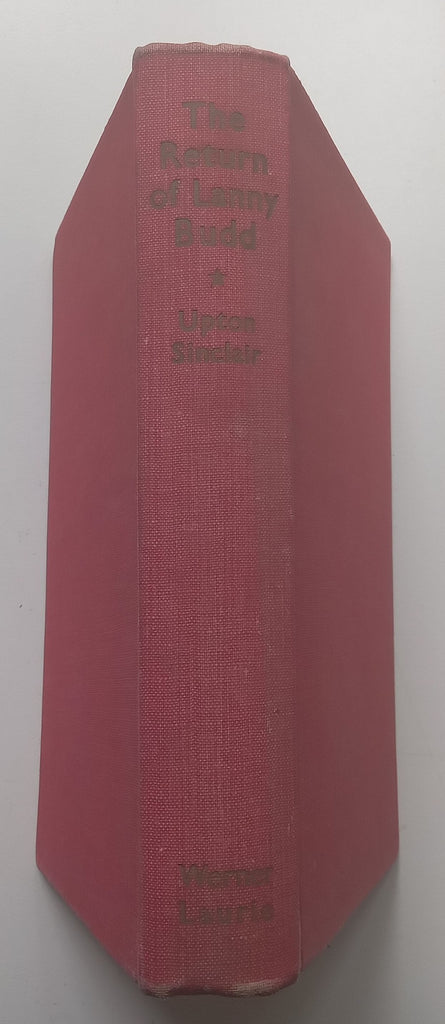 The
Return
of Lanny
Budd
★
Upton
Sinclair
Werner
Laurie